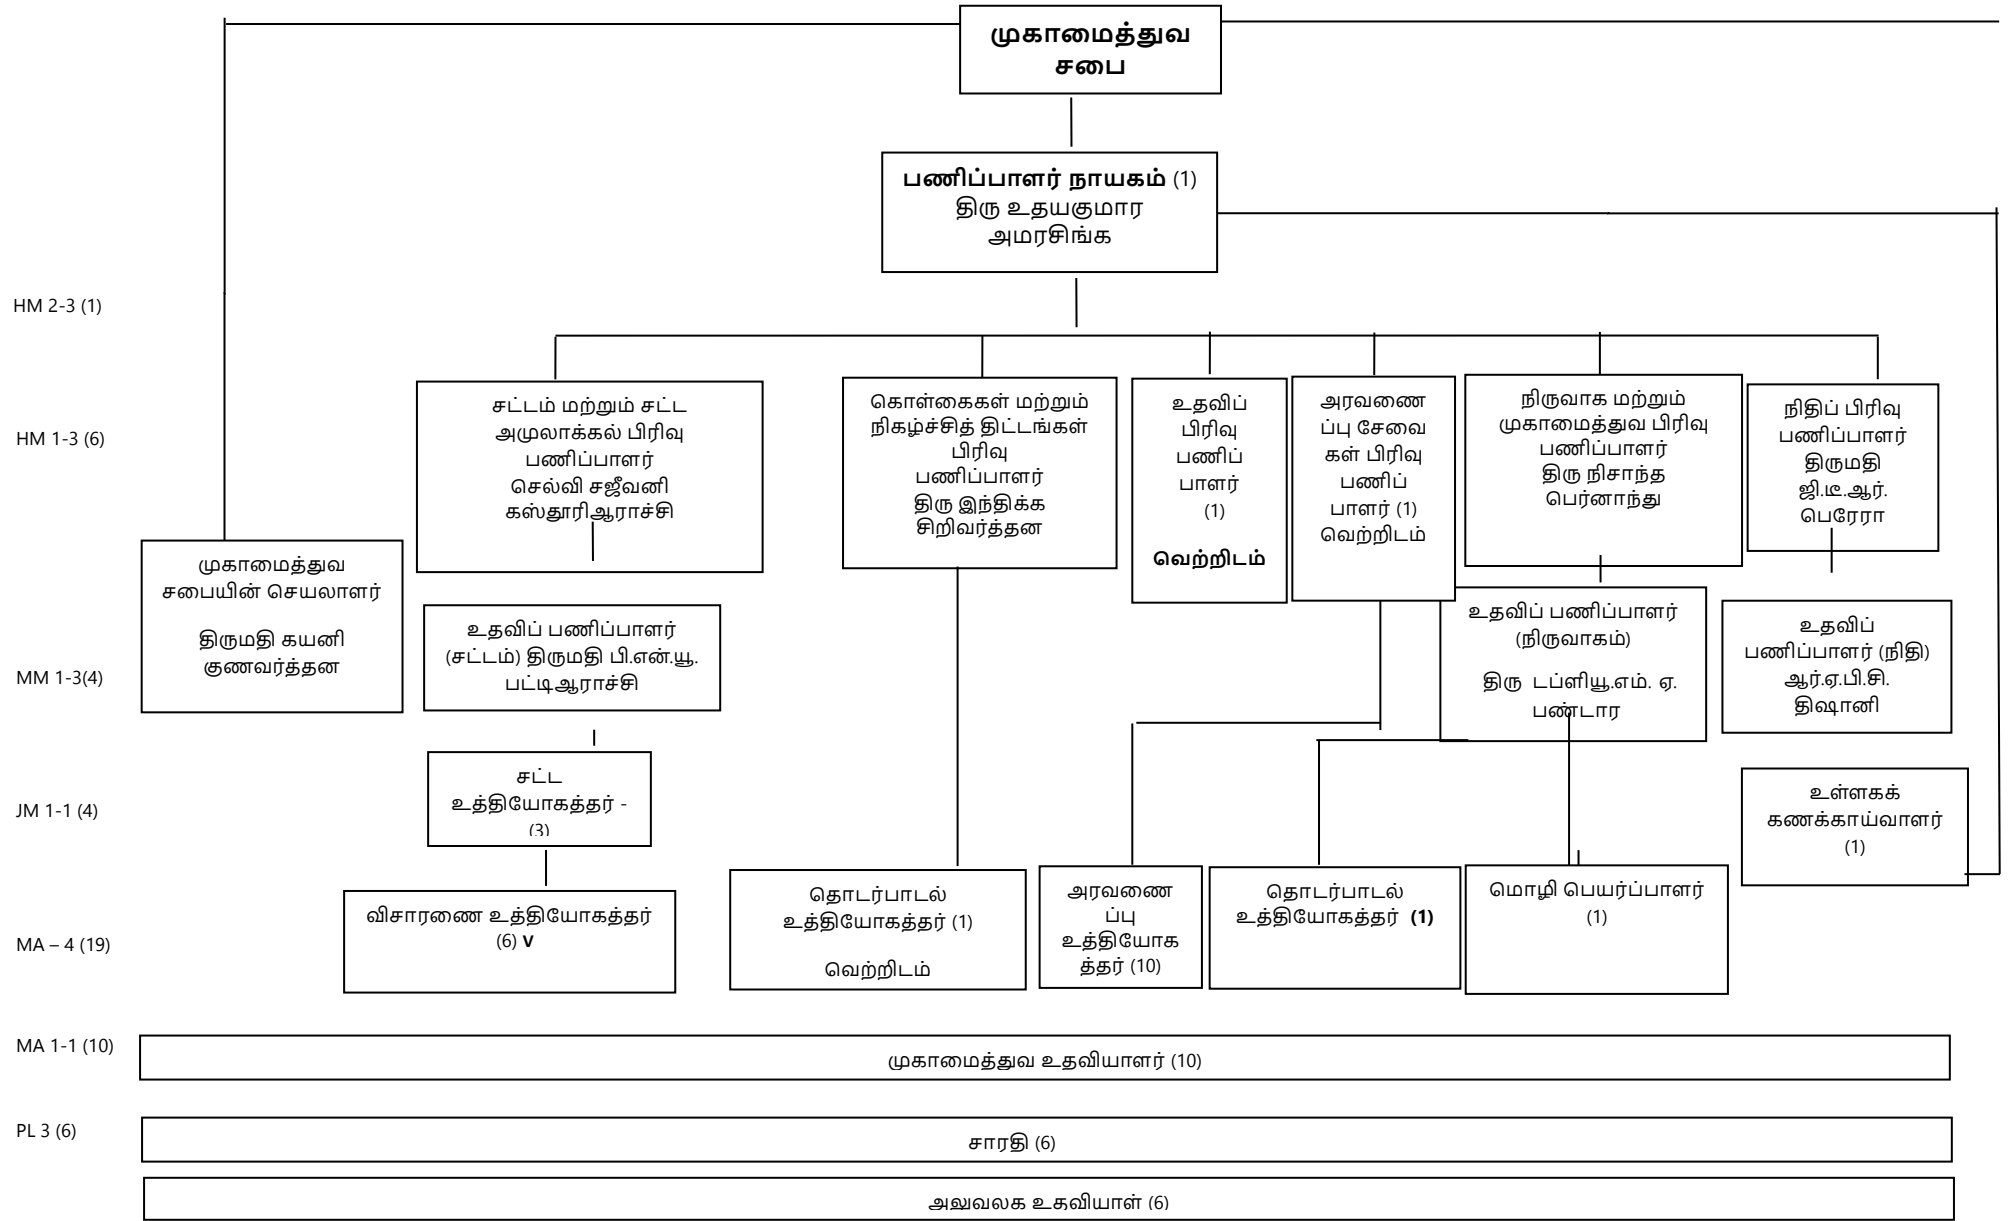 முகாமைத்துவ
சபை
பணிப்பாளர் நாயகம் (1)
திரு உதயகுமார
அமரசிங்க
HM 2-3 (1)
HM 1-3 (6)
சட்டம் மற்றும் சட்ட
அமுலாக்கல் பிரிவு
பணிப்பாளர்
செல்வி சஜீவனி
கஸ்தூரிஆராச்சி
கொள்கைகள் மற்றும்
நிகழ்ச்சித் திட்டங்கள்
பிரிவு
பணிப்பாளர்
திரு இந்திக்க
சிறிவர்த்தன
உதவிப்
பிரிவு
பணிப்
பாளர்
(1)
வெற்றிடம்
அரவணை
ப்பு சேவை
கள் பிரிவு
பணிப்
பாளர் (1)
வெற்றிடம்
நிருவாக மற்றும்
முகாமைத்துவ பிரிவு
பணிப்பாளர்
திரு நிசாந்த
பெர்னாந்து
நிதிப் பிரிவு
பணிப்பாளர்
திருமதி
ஜி.டீ.ஆர்.
பெரேரா
முகாமைத்துவ
சபையின் செயலாளர்
திருமதி கயனி
குணவர்த்தன
MM 1-3(4)
உதவிப் பணிப்பாளர்
(சட்டம்) திருமதி பி.என்.யூ.
பட்டிஆராச்சி
உதவிப் பணிப்பாளர்
(நிருவாகம்)
திரு டப்ளியூ.எம். ஏ.
பண்டார
உதவிப்
பணிப்பாளர் (நிதி)
ஆர்.ஏ.பி.சி.
திஷானி
JM 1-1 (4)
சட்ட
உத்தியோகத்தர் -
(3)
உள்ளகக்
கணக்காய்வாளர்
(1)
MA – 4 (19)
விசாரணை உத்தியோகத்தர்
(6) v
தொடர்பாடல்
உத்தியோகத்தர் (1)
வெற்றிடம்
அரவணை
ப்பு
உத்தியோக
த்தர் (10)
தொடர்பாடல்
உத்தியோகத்தர் (1)
மொழி பெயர்ப்பாளர்
(1)
MA 1-1 (10)
முகாமைத்துவ உதவியாளர் (10)
PL 3 (6)
சாரதி (6)
அலுவலக உதவியாள் (6)